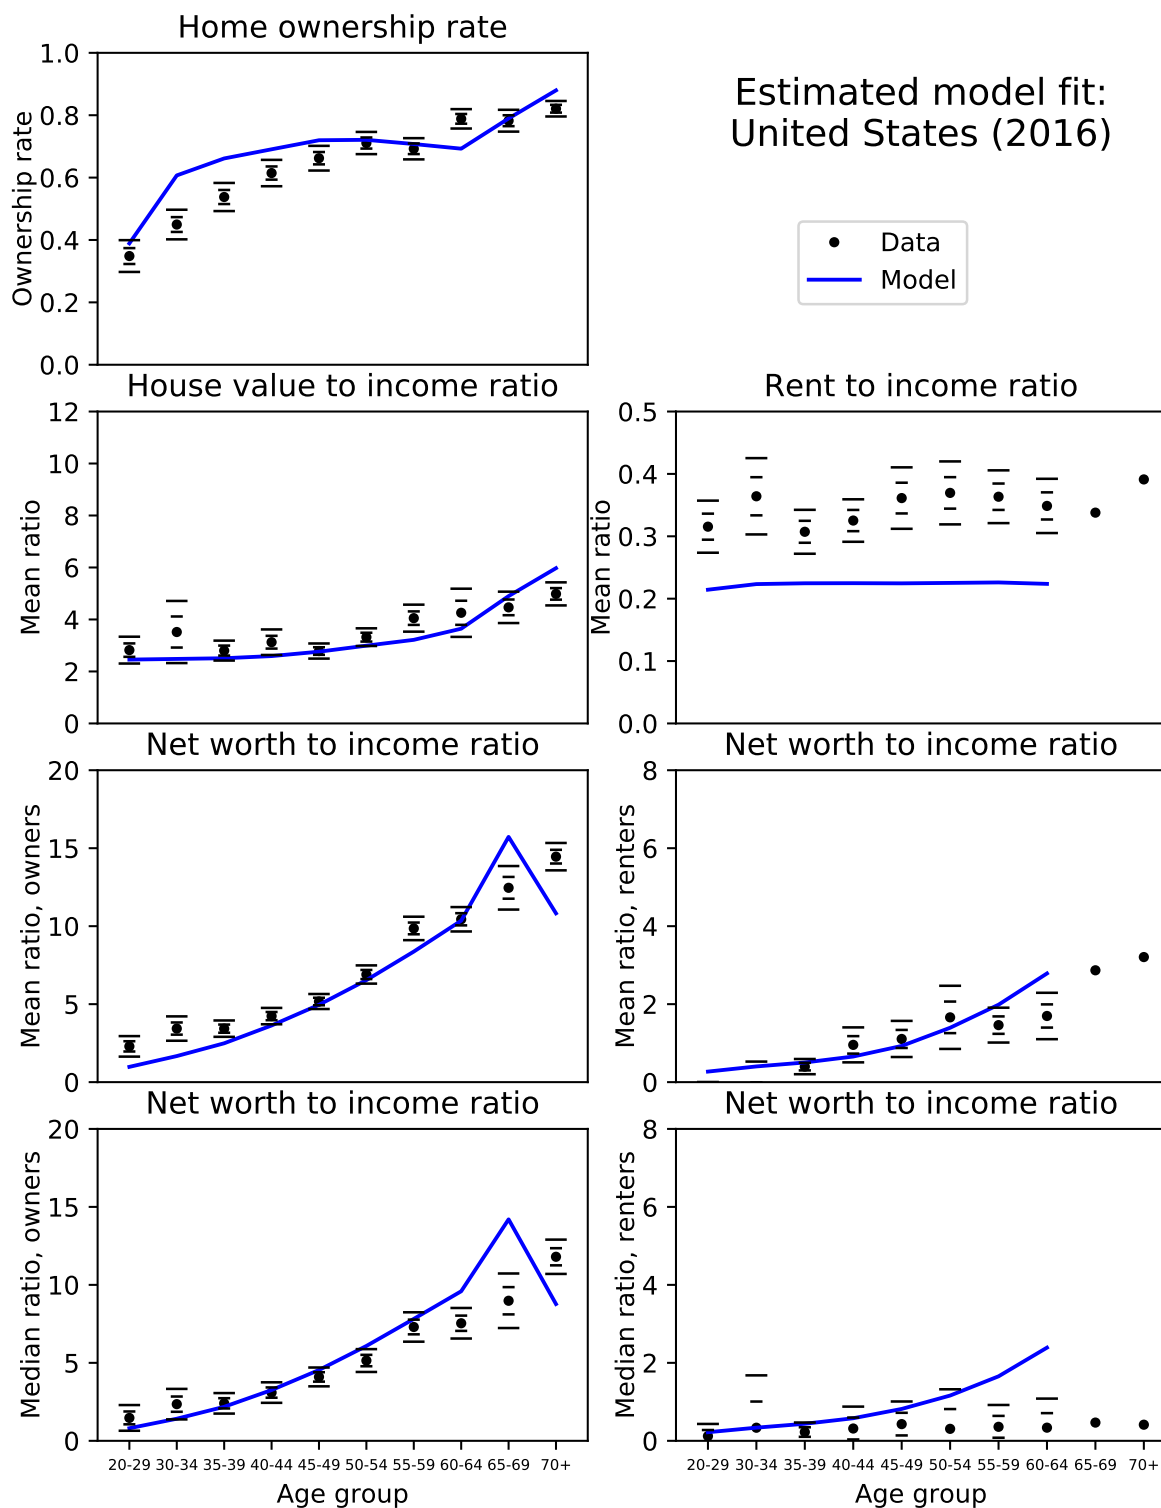 Home ownership rate
Estimated model fit:
United States (2016)
Data
Model
Ownership rate
1.0
0.8
0.6
0.4
0.2
0.0
House value to income ratio
Mean ratio
12
10
8
6
4
2
0
Rent to income ratio
Mean ratio
0.5
0.4
0.3
0.2
0.1
0.0
Net worth to income ratio
Mean ratio, owners
20
15
10
5
0
Net worth to income ratio
Mean ratio, renters
8
6
4
2
0
Net worth to income ratio
Median ratio, owners
20
15
10
5
0
20-29 30-34 35-39 40-44 45-49 50-54 55-59 60-64 65-69 70+
Age group
Net worth to income ratio
Median ratio, renters
8
6
4
2
0
20-29 30-34 35-39 40-44 45-49 50-54 55-59 60-64 65-69 70+
Age group